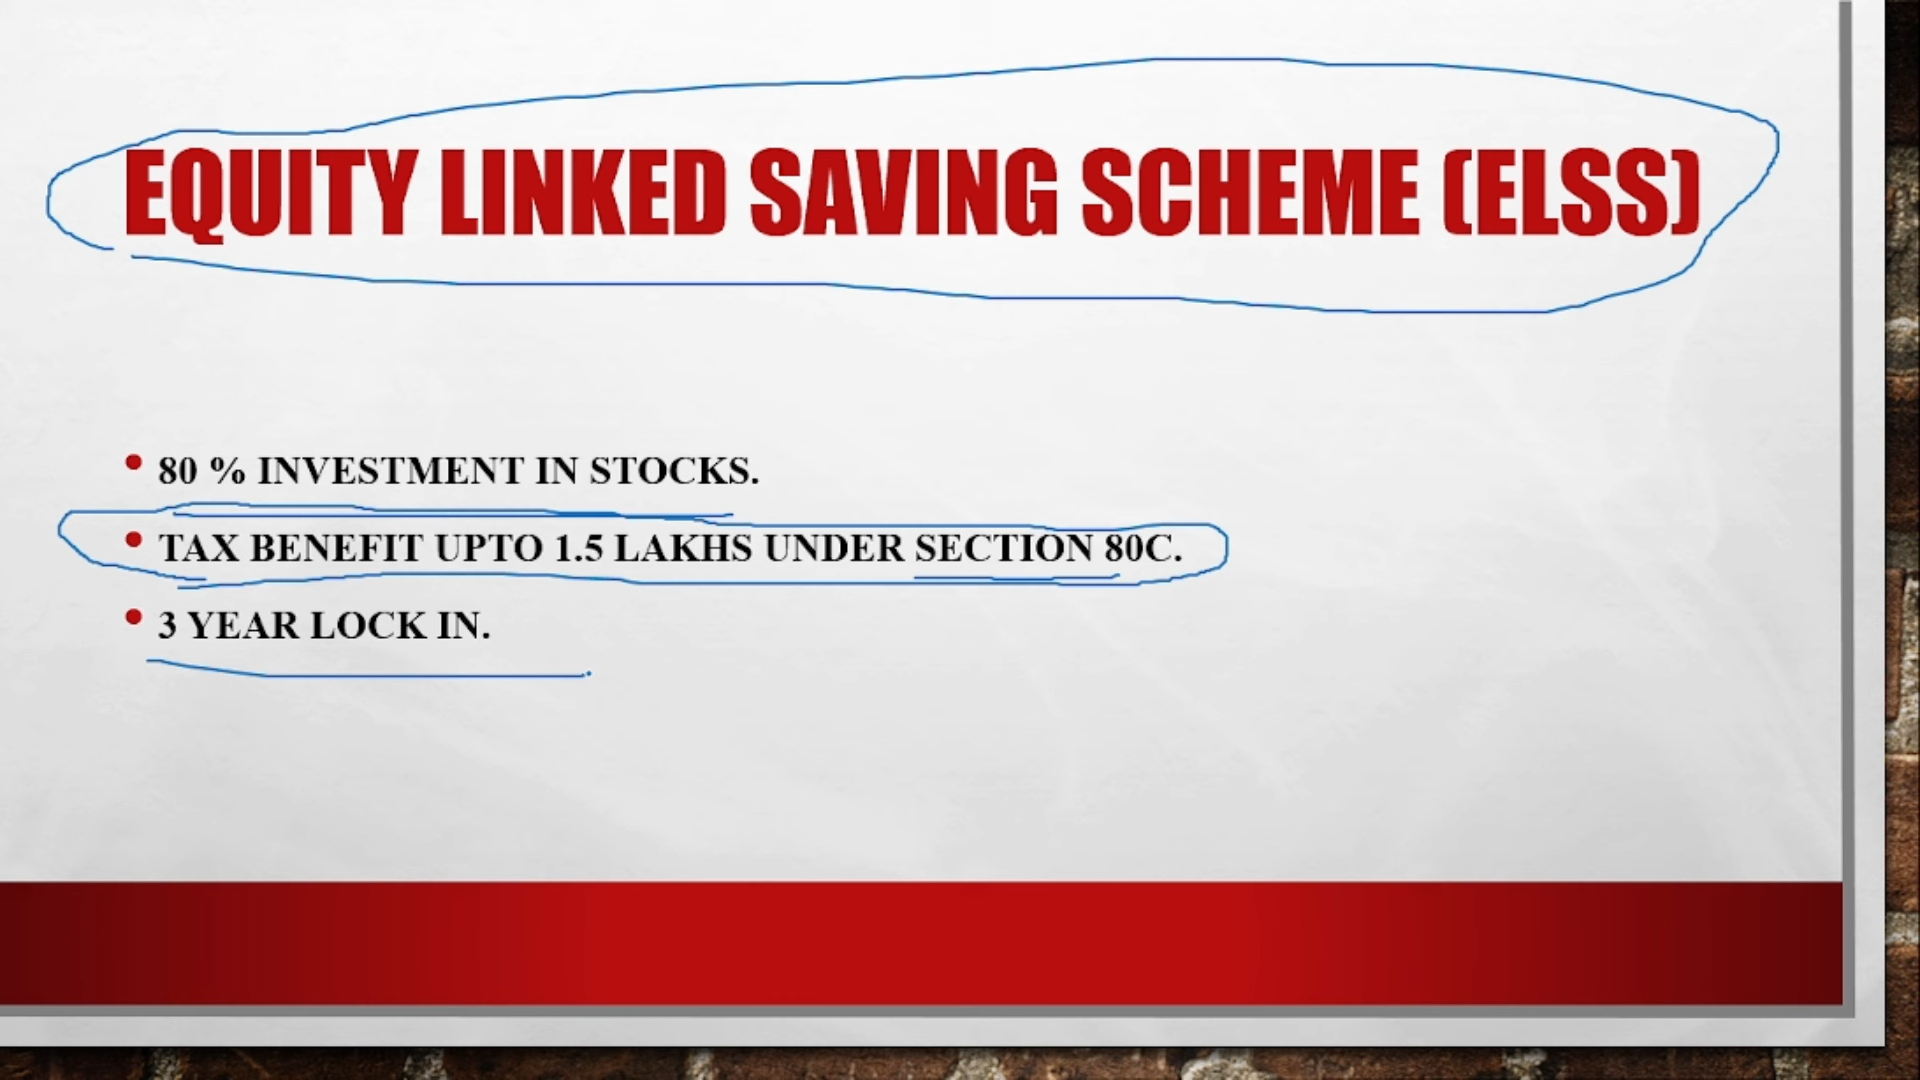 EQUITY LINKED SAVING SCHEME (ELSS)
• 80 % INVESTMENT IN STOCKS.
• TAX BENEFIT UPTO 1.5 LAKHS UNDER SECTION 80C.
• 3 YEAR LOCK IN.